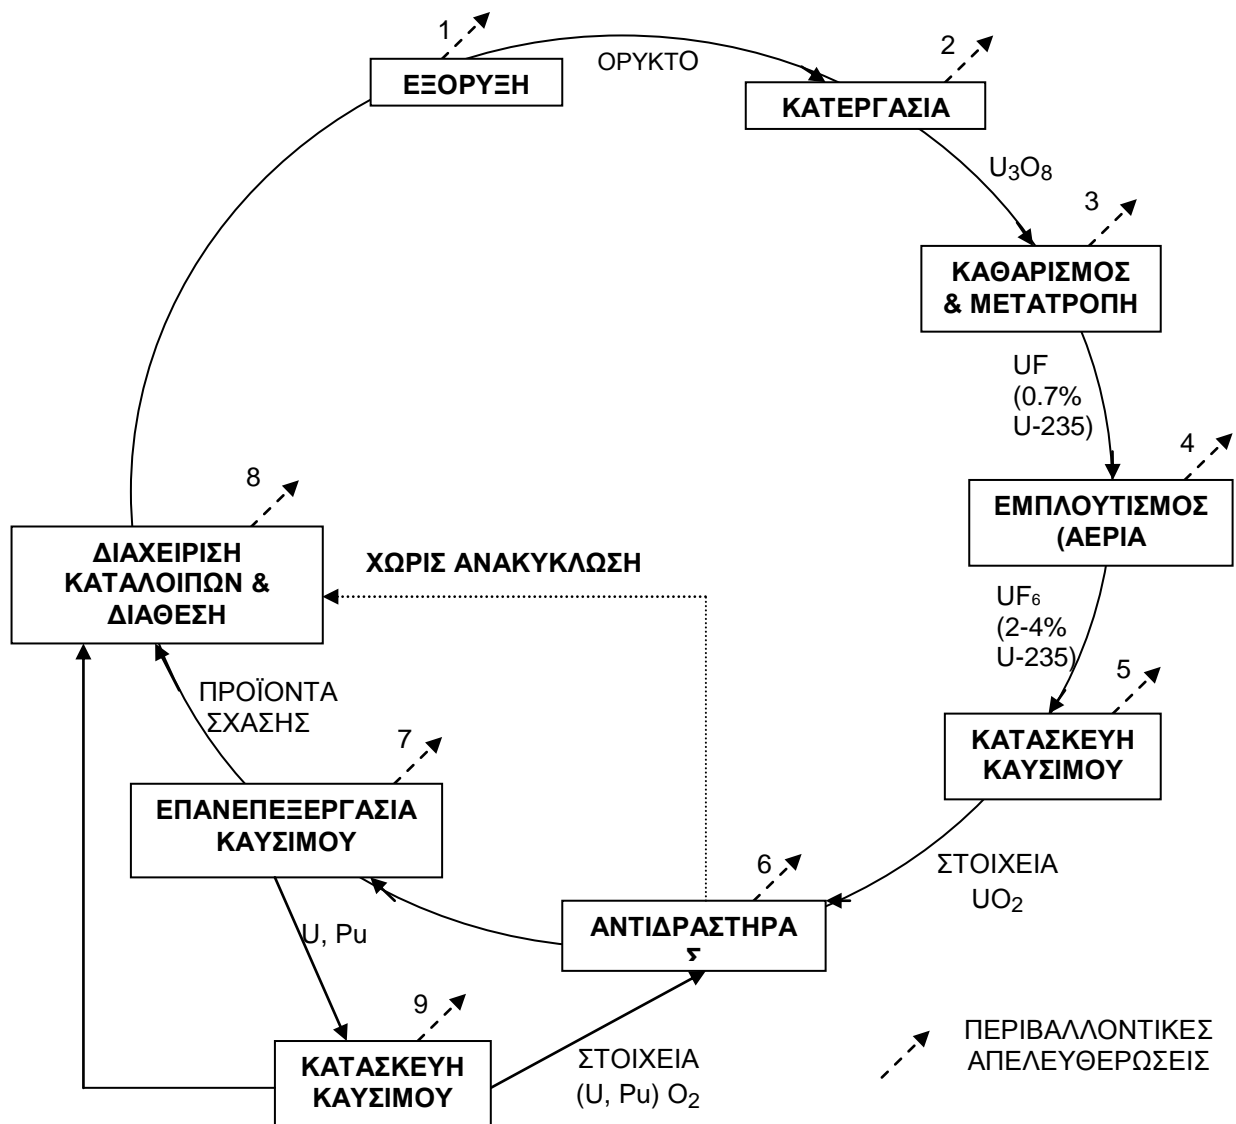 1
ΕΞΟΡΥΞΗ
ΟΡΥΚΤΟ
2
ΚΑΤΕΡΓΑΣΙΑ
U3O8
3
ΚΑΘΑΡΙΣΜΟΣ
& ΜΕΤΑΤΡΟΠΗ
UF
(0.7%
U-235)
4
ΕΜΠΛΟΥΤΙΣΜΟΣ
(ΑΕΡΙΑ
UF6
(2-4%
U-235)
5
ΚΑΤΑΣΚΕΥΗ
ΚΑΥΣΙΜΟΥ
ΣΤΟΙΧΕΙΑ
UO2
6
ΑΝΤΙΔΡΑΣΤΗΡΑ
Σ
ΧΩΡΙΣ ΑΝΑΚΥΚΛΩΣΗ
7
ΕΠΑΝΕΠΕΞΕΡΓΑΣΙΑ
ΚΑΥΣΙΜΟΥ
ΠΡΟΪΟΝΤΑ
ΣΧΑΣΗΣ
8
ΔΙΑΧΕΙΡΙΣΗ
ΚΑΤΑΛΟΙΠΩΝ &
ΔΙΑΘΕΣΗ
U, Pu
9
ΚΑΤΑΣΚΕΥΗ
ΚΑΥΣΙΜΟΥ
ΣΤΟΙΧΕΙΑ
(U, Pu) O2
ΠΕΡΙΒΑΛΛΟΝΤΙΚΕΣ
ΑΠΕΛΕΥΘΕΡΩΣΕΙΣ